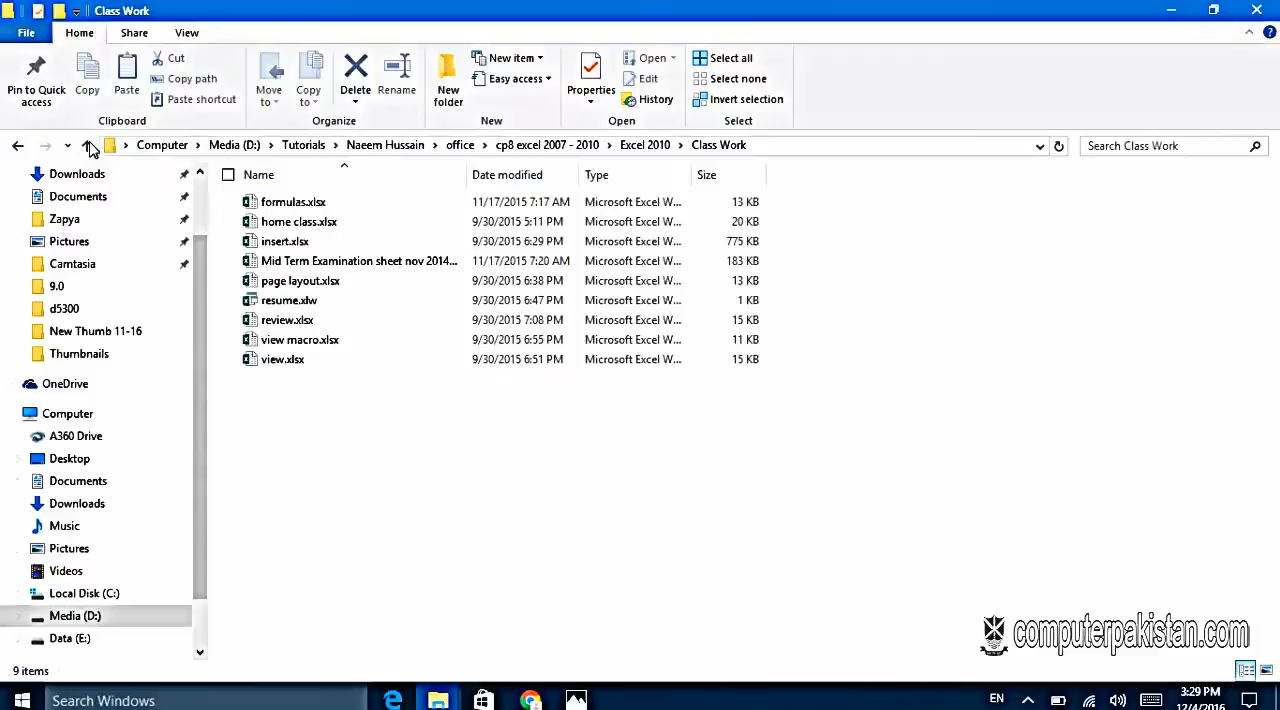 Class Work
File Home Share View
Pin to Quick access
Copy
Paste
Cut
Copy path
Paste shortcut
Clipboard
Move to
Copy to
Delete
Rename
Organize
New folder
New item
Easy access
New
Properties
Open
Edit
History
Open
Select all
Select none
Invert selection
Select
Computer Media (D:) Tutorials Naeem Hussain office cp8 excel 2007 - 2010 Excel 2010 Class Work
Search Class Work
Downloads
Documents
Zapya
Pictures
Camtasia
9.0
d5300
New Thumb 11-16
Thumbnails
OneDrive
Computer
A360 Drive
Desktop
Documents
Downloads
Music
Pictures
Videos
Local Disk (C:)
Media (D:)
Data (E:)
Name Date modified Type Size
formulas.xlsx 11/17/2015 7:17 AM Microsoft Excel W... 13 KB
home class.xlsx 9/30/2015 5:11 PM Microsoft Excel W... 20 KB
insert.xlsx 9/30/2015 6:29 PM Microsoft Excel W... 775 KB
Mid Term Examination sheet nov 2014... 11/17/2015 7:20 AM Microsoft Excel W... 183 KB
page layout.xlsx 9/30/2015 6:38 PM Microsoft Excel W... 13 KB
resume.xlw 9/30/2015 6:47 PM Microsoft Excel W... 1 KB
review.xlsx 9/30/2015 7:08 PM Microsoft Excel W... 15 KB
view macro.xlsx 9/30/2015 6:55 PM Microsoft Excel W... 11 KB
view.xlsx 9/30/2015 6:51 PM Microsoft Excel W... 15 KB
computerpakistan.com
9 items
Search Windows
EN
3:29 PM
12/4/2016